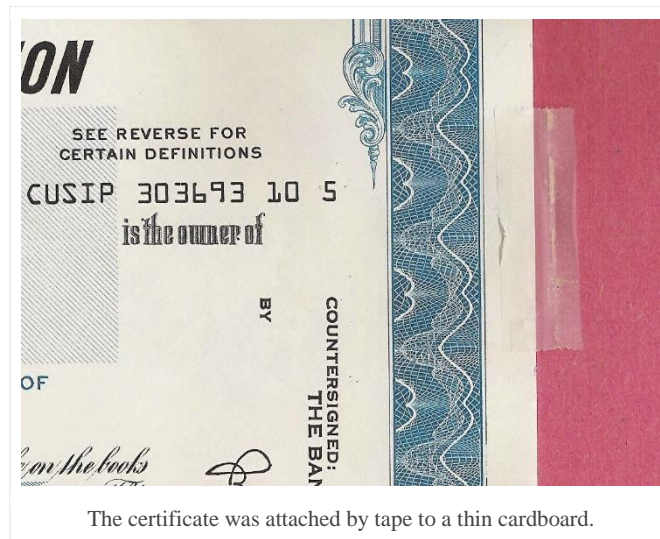 ON
SEE REVERSE FOR
CERTAIN DEFINITIONS
CUSIP 303693 10 5
is the owner of
BY
COUNTERSIGNED:
THE BAN
OF
on the books
The certificate was attached by tape to a thin cardboard.